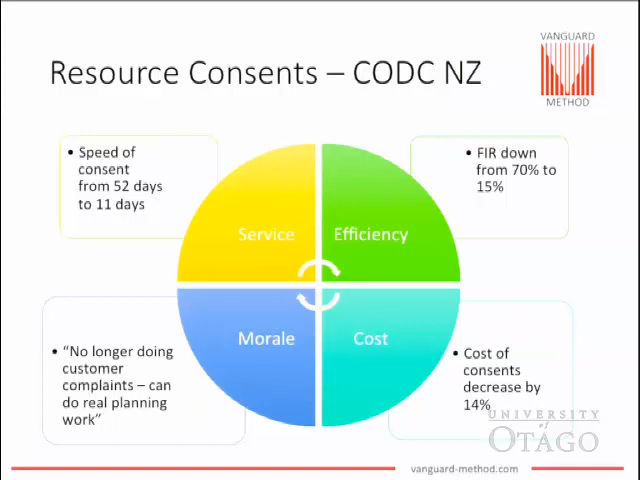 VANGUARD
METHOD
Resource Consents – CODC NZ
• Speed of
consent
from 52 days
to 11 days
• FIR down
from 70% to
15%
Service
Efficiency
Morale
Cost
• “No longer doing
customer
complaints – can
do real planning
work”
• Cost of
consents
decrease by
14%
UNIVERSITY
of
OTAGO
vanguard-method.com